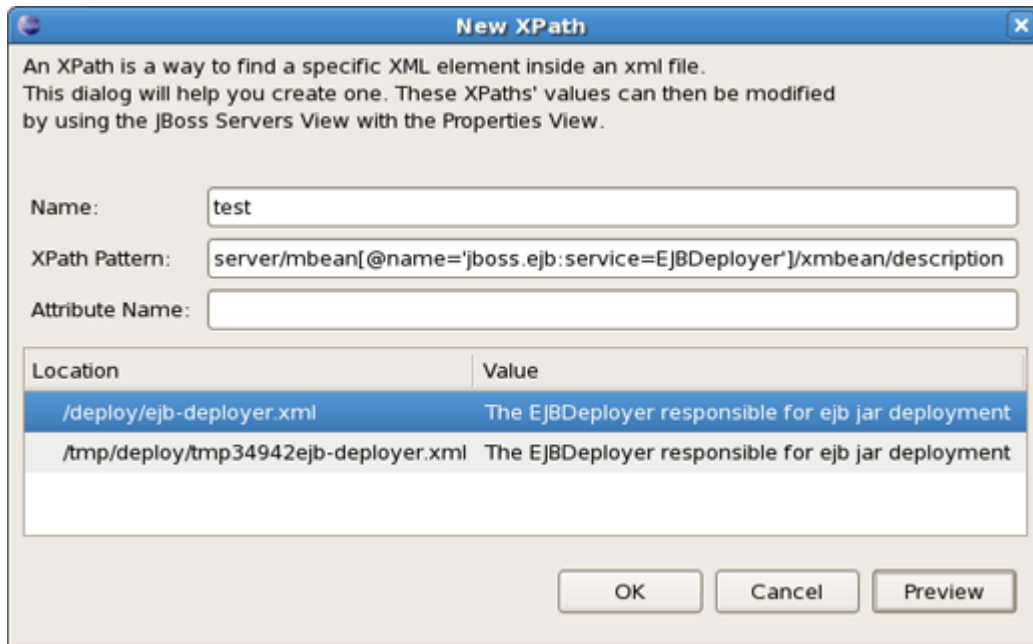 New XPath
An XPath is a way to find a specific XML element inside an xml file.
This dialog will help you create one. These XPaths' values can then be modified
by using the JBoss Servers View with the Properties View.
Name: test
XPath Pattern: server/mbean[@name='jboss.ejb:service=EJBDeployer']/xmbean/description
Attribute Name:
Location Value
/deploy/ejb-deployer.xml The EJBDeployer responsible for ejb jar deployment
/tmp/deploy/tmp34942ejb-deployer.xml The EJBDeployer responsible for ejb jar deployment
OK Cancel Preview